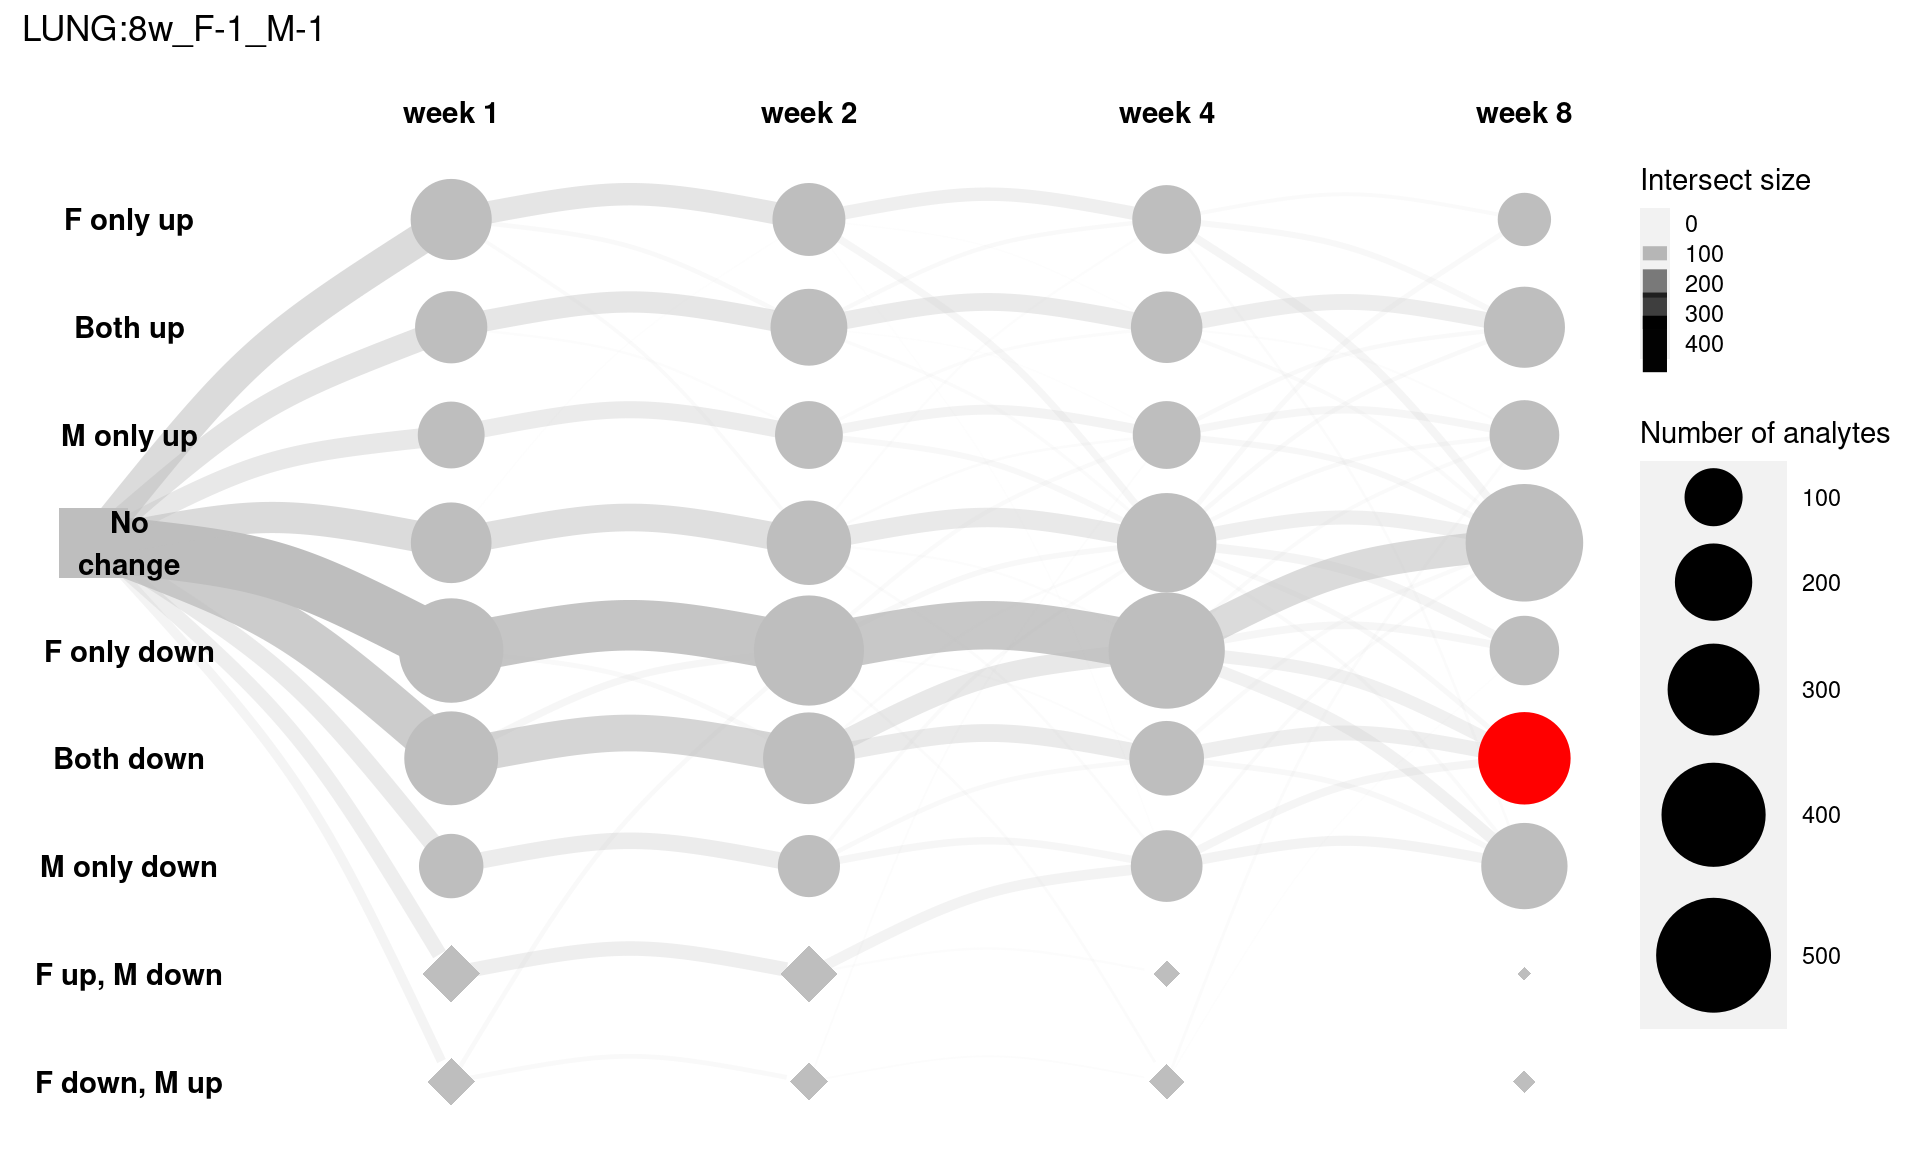 LUNG:8w_F-1_M-1
week 1
week 2
week 4
week 8
F only up
Both up
M only up
No
change
F only down
Both down
M only down
F up, M down
F down, M up
Intersect size
0
100
200
300
400
Number of analytes
100
200
300
400
500